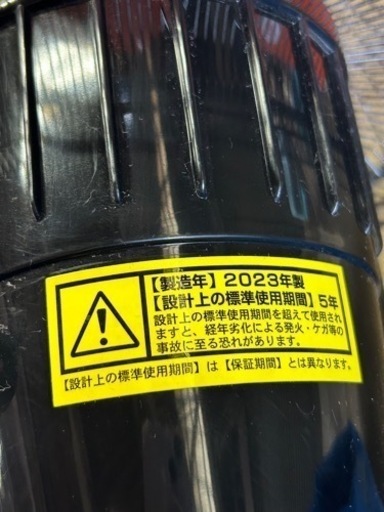 【製造年】2023年製
【設計上の標準使用期間】5年
設計上の標準使用期間を超えて使用され
ますと、経年劣化による発火・ケガ等の
事故に至る恐れがあります。
【設計上の標準使用期間】は【保証期間】とは異なります。